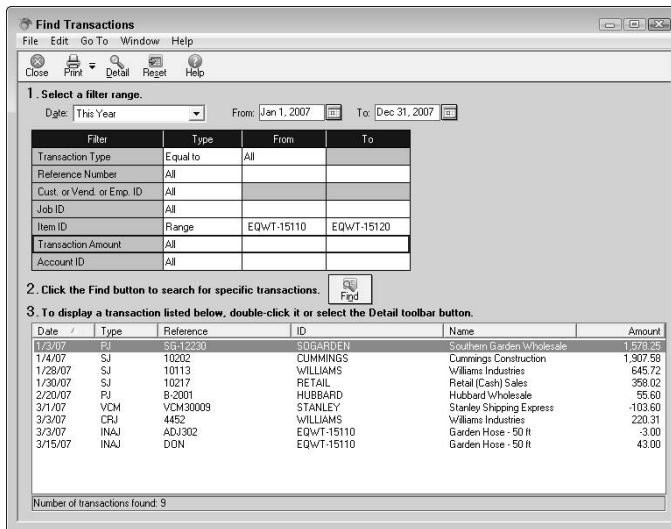 Find Transactions
File Edit Go To Window Help
Close Print Detail Reset Help
1. Select a filter range.
Date: This Year From: Jan 1, 2007 To: Dec 31, 2007
Filter Type From To
Transaction Type Equal to All
Reference Number All
Cust. or Vend. or Emp. ID All
Job ID All
Item ID Range EQWT-15110 EQWT-15120
Transaction Amount All
Account ID All
2. Click the Find button to search for specific transactions. Find
3. To display a transaction listed below, double-click it or select the Detail toolbar button.
Date / Type Reference ID Name Amount
1/3/07 PJ SG-12230 SOGARDEN Southern Garden Wholesale 1,578.25
1/4/07 SJ 10202 CUMMINGS Cummings Construction 1,907.58
1/28/07 SJ 10113 WILLIAMS Williams Industries 645.72
1/30/07 SJ 10217 RETAIL Retail (Cash) Sales 358.02
2/20/07 PJ B-2001 HUBBARD Hubbard Wholesale 55.60
3/1/07 VCM VCM30009 STANLEY Stanley Shipping Express -103.60
3/3/07 CRJ 4452 WILLIAMS Williams Industries 220.31
3/3/07 INAJ ADJ302 EQWT-15110 Garden Hose - 50 ft -3.00
3/15/07 INAJ DON EQWT-15110 Garden Hose - 50 ft 43.00
Number of transactions found: 9